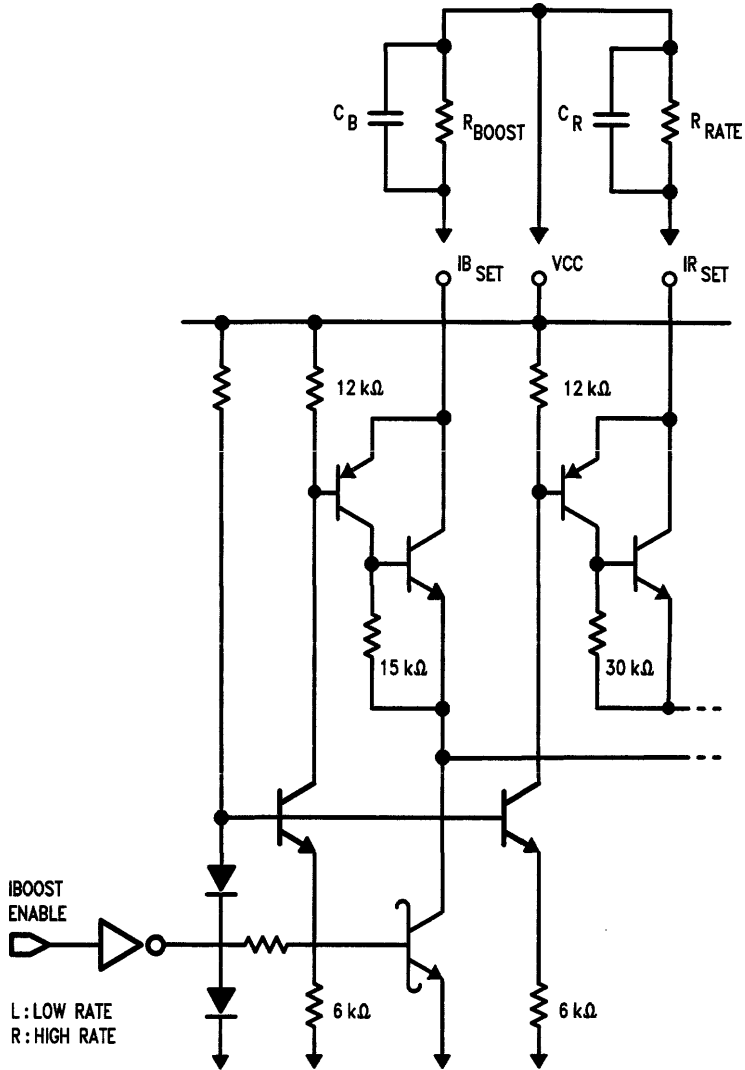 C B
R BOOST
C R
R RATE
IB SET
VCC
IR SET
12 kΩ
12 kΩ
15 kΩ
30 kΩ
IBOOST
ENABLE
L : LOW RATE
R : HIGH RATE
6 kΩ
6 kΩ